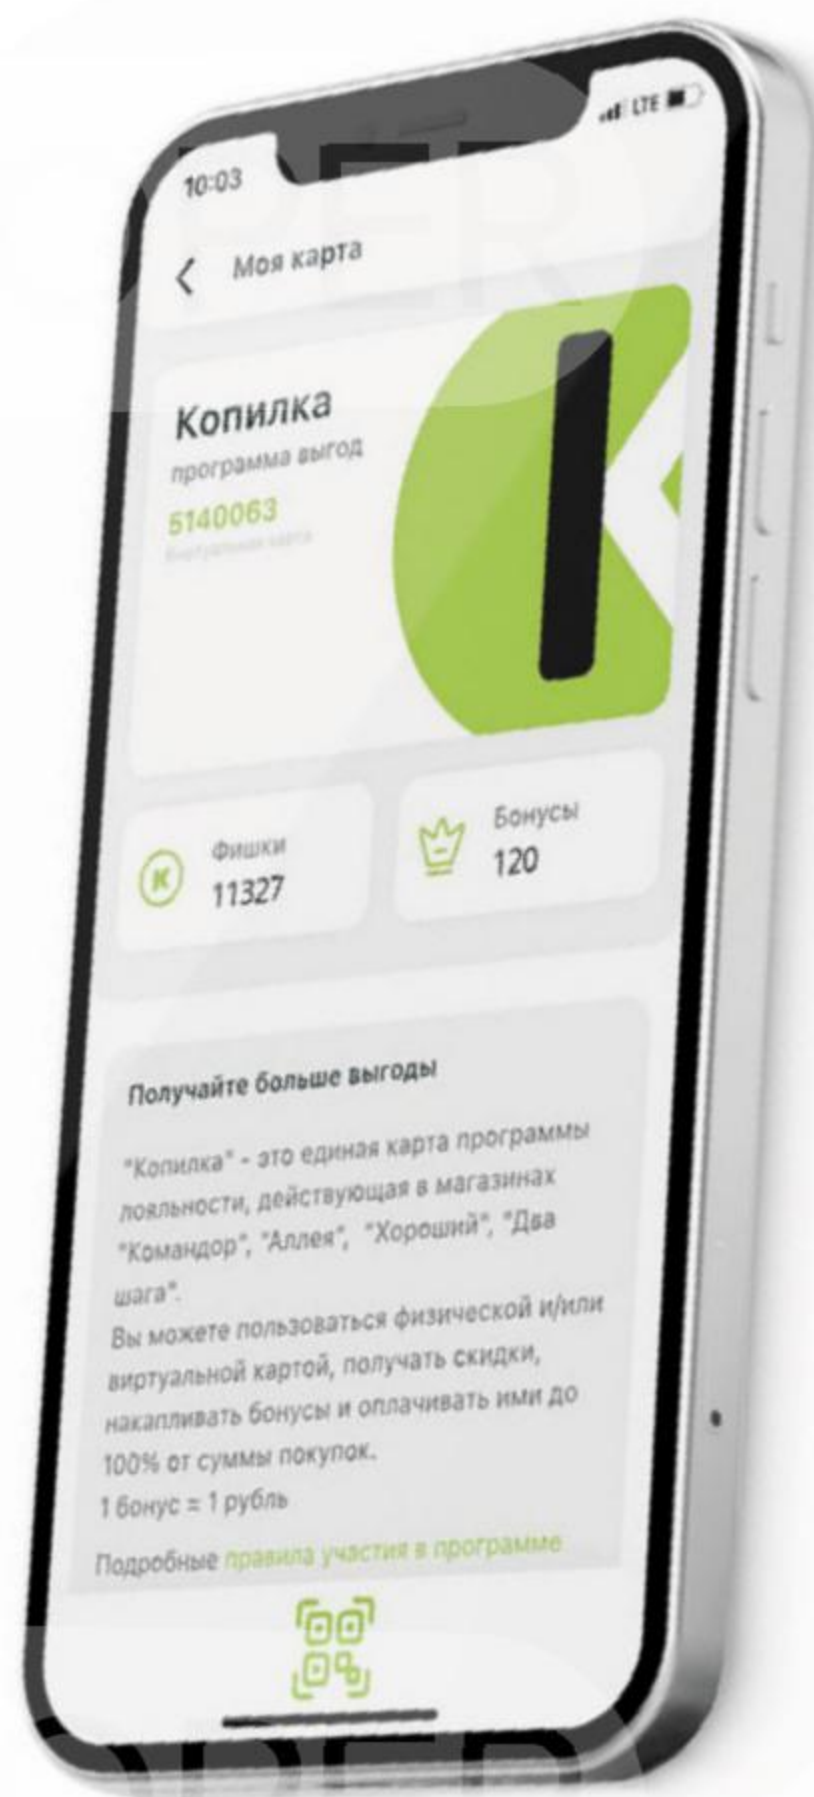 10:03
LTE
Моя карта
Копилка
программа выгод
5140063
Виртуальная карта
Фишки
11327
Бонусы
120
Получайте больше выгоды
"Копилка" - это единая карта программы
лояльности, действующая в магазинах
"Командор", "Аллея", "Хороший", "Два
шага".
Вы можете пользоваться физической и/или
виртуальной картой, получать скидки,
накапливать бонусы и оплачивать ими до
100% от суммы покупок.
1 бонус = 1 рубль
Подробные правила участия в программе